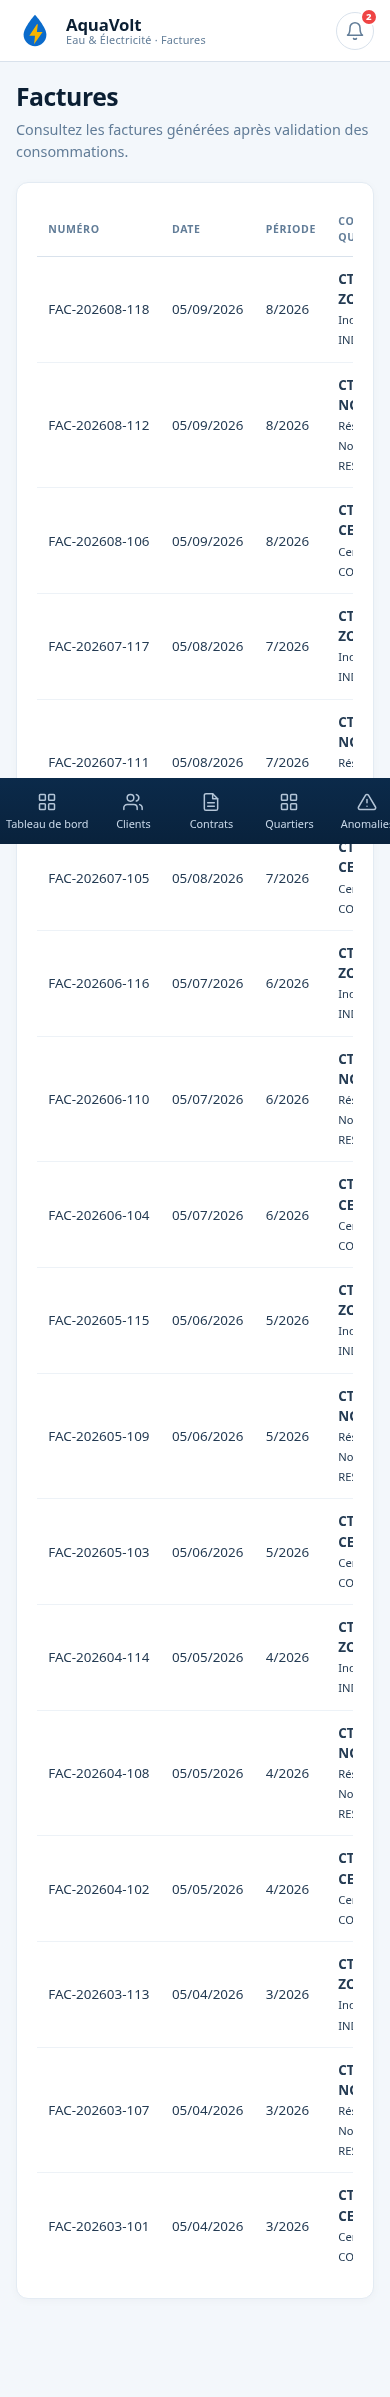 AquaVolt
Eau & Électricité · Factures
2
Factures
Consultez les factures générées après validation des
consommations.
NUMÉRO DATE PÉRIODE
FAC-202608-118 05/09/2026 8/2026
FAC-202608-112 05/09/2026 8/2026
FAC-202608-106 05/09/2026 8/2026
FAC-202607-117 05/08/2026 7/2026
FAC-202607-111 05/08/2026 7/2026
Tableau de bord Clients Contrats Quartiers
FAC-202607-105 05/08/2026 7/2026
FAC-202606-116 05/07/2026 6/2026
FAC-202606-110 05/07/2026 6/2026
FAC-202606-104 05/07/2026 6/2026
FAC-202605-115 05/06/2026 5/2026
FAC-202605-109 05/06/2026 5/2026
FAC-202605-103 05/06/2026 5/2026
FAC-202604-114 05/05/2026 4/2026
FAC-202604-108 05/05/2026 4/2026
FAC-202604-102 05/05/2026 4/2026
FAC-202603-113 05/04/2026 3/2026
FAC-202603-107 05/04/2026 3/2026
FAC-202603-101 05/04/2026 3/2026